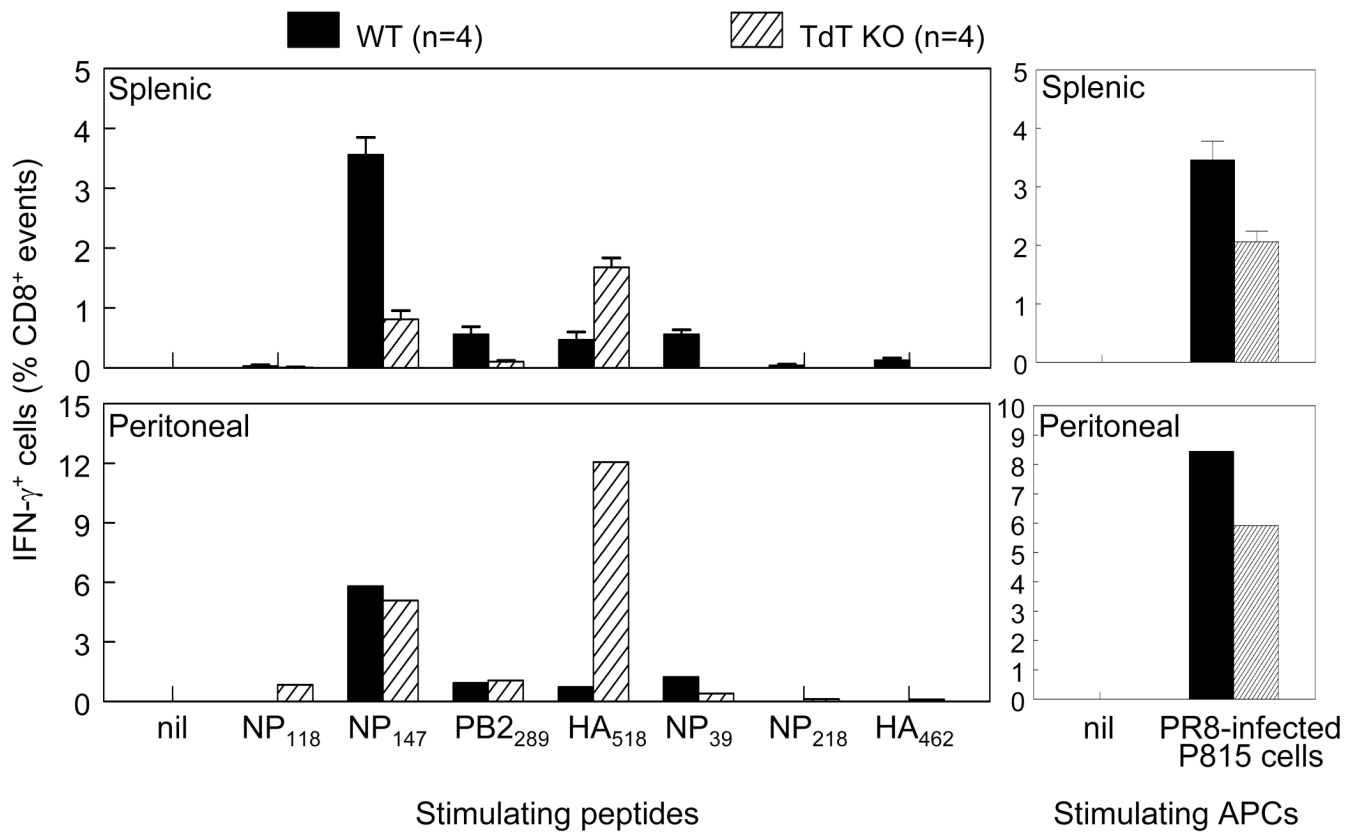 WT (n=4) TdT KO (n=4)
IFN-γ⁺ cells (% CD8⁺ events)
Splenic
5
4
3
2
1
0
Splenic
5
4
3
2
1
0
Peritoneal
15
12
9
6
3
0
Peritoneal
10
9
8
7
6
5
4
3
2
1
0
nil NP₁₁₈ NP₁₄₇ PB2₂₈₉ HA₅₁₈ NP₃₉ NP₂₁₈ HA₄₆₂
nil PR8-infected
P815 cells
Stimulating peptides
Stimulating APCs